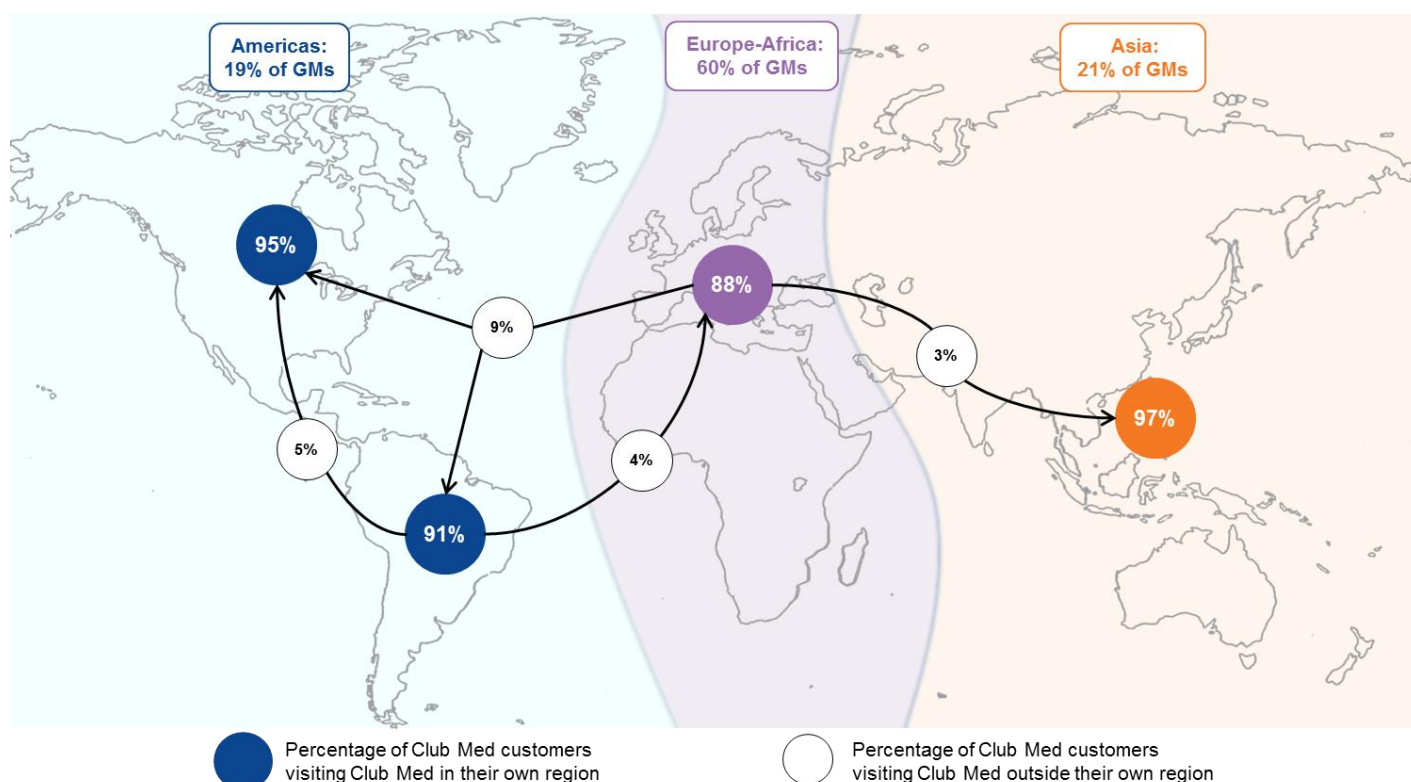 Americas:
19% of GMs
Europe-Africa:
60% of GMs
Asia:
21% of GMs
95%
88%
9%
3%
97%
5%
4%
91%
Percentage of Club Med customers
visiting Club Med in their own region
Percentage of Club Med customers
visiting Club Med outside their own region